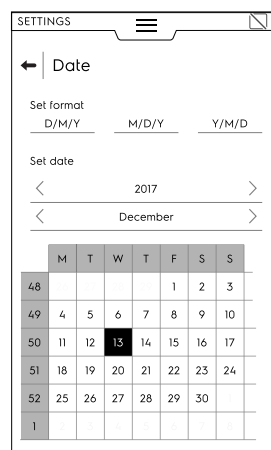 SETTINGS
Date
Set format
D/M/Y M/D/Y Y/M/D
Set date
2017
December
M T W T F S S
48 1 2 3
49 4 5 6 7 8 9 10
50 11 12 13 14 15 16 17
51 18 19 20 21 22 23 24
52 25 26 27 28 29 30
1